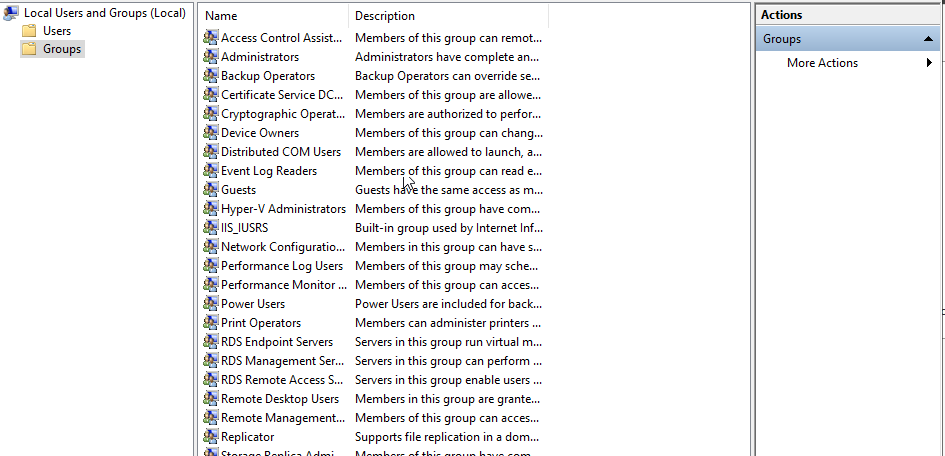 Local Users and Groups (Local)
Users
Groups
Name Description
Access Control Assist... Members of this group can remot...
Administrators Administrators have complete an...
Backup Operators Backup Operators can override se...
Certificate Service DC... Members of this group are allowe...
Cryptographic Operat... Members are authorized to perfor...
Device Owners Members of this group can chang...
Distributed COM Users Members are allowed to launch, a...
Event Log Readers Members of this group can read e...
Guests Guests have the same access as m...
Hyper-V Administrators Members of this group have com...
IIS_IUSRS Built-in group used by Internet Inf...
Network Configuratio... Members in this group can have s...
Performance Log Users Members of this group may sche...
Performance Monitor ... Members of this group can acces...
Power Users Power Users are included for back...
Print Operators Members can administer printers ...
RDS Endpoint Servers Servers in this group run virtual m...
RDS Management Ser... Servers in this group can perform ...
RDS Remote Access S... Servers in this group enable users ...
Remote Desktop Users Members in this group are grante...
Remote Management... Members of this group can acces...
Replicator Supports file replication in a dom...
Storage Replica Admi... Members of this group have com...
Actions
Groups
More Actions